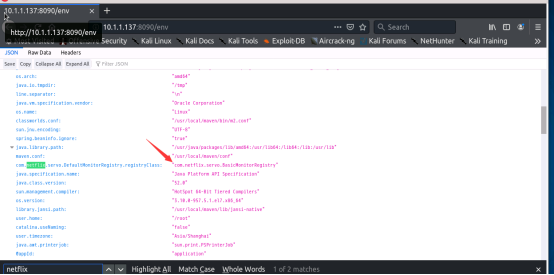 10.1.1.137:8090/env
10.1.1.137:8090/env
Search
http://10.1.1.137:8090/env
Security
Kali Linux
Kali Docs
Kali Tools
Exploit-DB
Aircrack-ng
Kali Forums
NetHunter
Kali Training
JSON
Raw Data
Headers
Save
Copy
Collapse All
Expand All
Filter JSON
os.arch: "amd64"
java.io.tmpdir: "/tmp"
line.separator: "\n"
java.vm.specification.vendor: "Oracle Corporation"
os.name: "Linux"
classworlds.conf: "/usr/local/maven/bin/m2.conf"
sun.jnu.encoding: "UTF-8"
spring.beaninfo.ignore: "true"
java.library.path: "/usr/java/packages/lib/amd64:/usr/lib64:/lib64:/lib:/usr/lib"
maven.conf: "/usr/local/maven/conf"
com.netflix.servo.DefaultMonitorRegistry.registryClass: "com.netflix.servo.BasicMonitorRegistry"
java.specification.name: "Java Platform API Specification"
java.class.version: "52.0"
sun.management.compiler: "HotSpot 64-Bit Tiered Compilers"
os.version: "3.10.0-957.5.1.el7.x86_64"
library.jansi.path: "/usr/local/maven/lib/jansi-native"
user.home: "/root"
catalina.useNaming: "false"
user.timezone: "Asia/Shanghai"
java.awt.printerjob: "sun.print.PSPrinterJob"
"application"
netflix
Highlight All
Match Case
Whole Words
1 of 2 matches